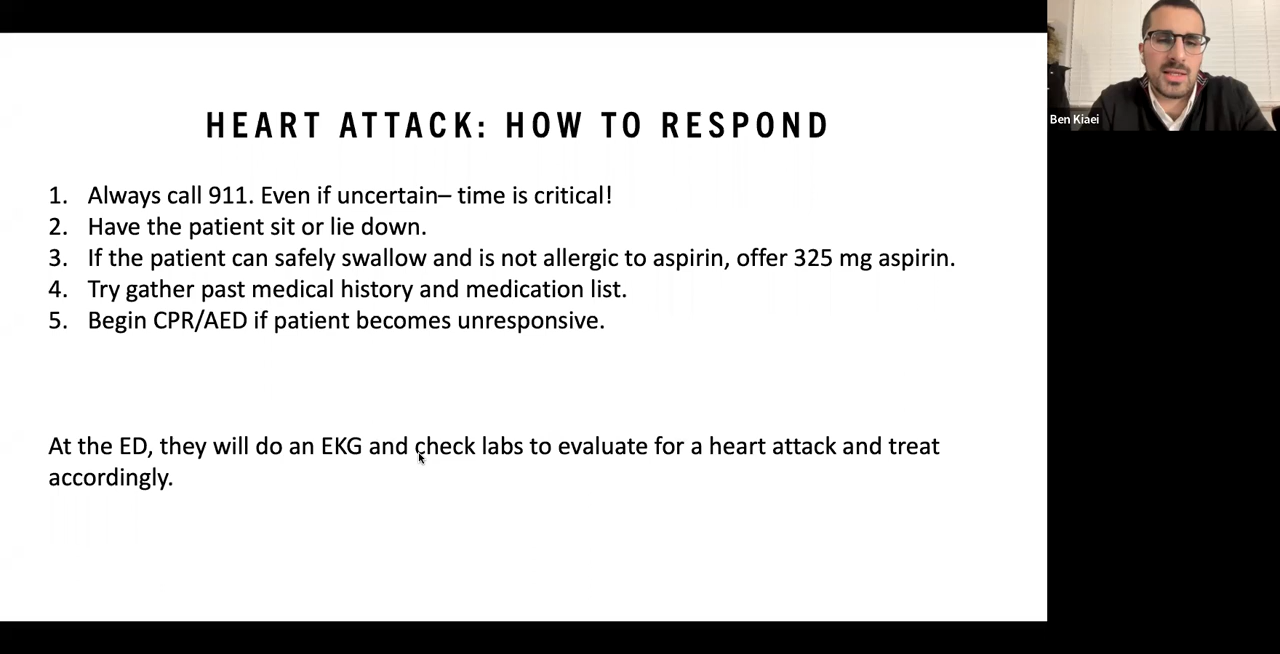 HEART ATTACK: HOW TO RESPOND
1. Always call 911. Even if uncertain– time is critical!
2. Have the patient sit or lie down.
3. If the patient can safely swallow and is not allergic to aspirin, offer 325 mg aspirin.
4. Try gather past medical history and medication list.
5. Begin CPR/AED if patient becomes unresponsive.
At the ED, they will do an EKG and check labs to evaluate for a heart attack and treat
accordingly.
Ben Kiaei